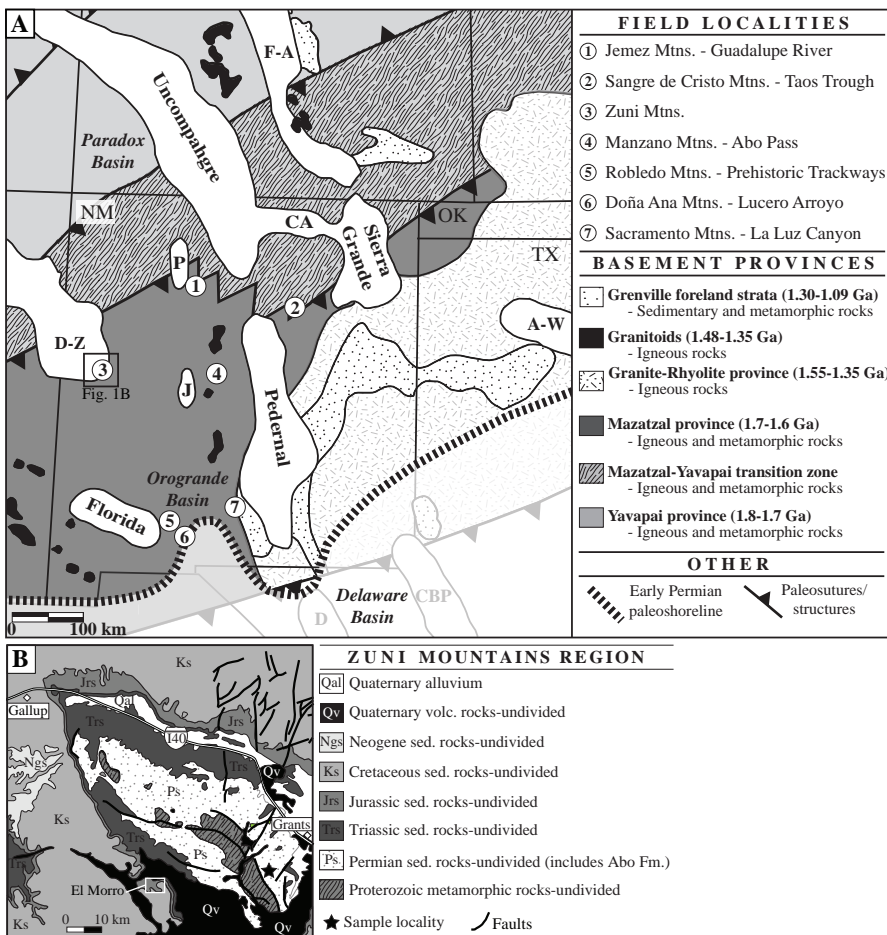 A
F-A
Uncompahgre
Paradox
Basin
NM
CA
Sierra
Grande
OK
TX
P
1
2
D-Z
3
Fig. 1B
J
4
A-W
Pedernal
Orogrande
Basin
Florida
5
6
7
0 100 km
D
Delaware
Basin
CBP
FIELD LOCALITIES
1 Jemez Mtns. - Guadalupe River
2 Sangre de Cristo Mtns. - Taos Trough
3 Zuni Mtns.
4 Manzano Mtns. - Abo Pass
5 Robledo Mtns. - Prehistoric Trackways
6 Doña Ana Mtns. - Lucero Arroyo
7 Sacramento Mtns. - La Luz Canyon
BASEMENT PROVINCES
Grenville foreland strata (1.30-1.09 Ga)
- Sedimentary and metamorphic rocks
Granitoids (1.48-1.35 Ga)
- Igneous rocks
Granite-Rhyolite province (1.55-1.35 Ga)
- Igneous rocks
Mazatzal province (1.7-1.6 Ga)
- Igneous and metamorphic rocks
Mazatzal-Yavapai transition zone
- Igneous and metamorphic rocks
Yavapai province (1.8-1.7 Ga)
- Igneous and metamorphic rocks
OTHER
Early Permian
paleoshoreline
Paleosutures/
structures
B
Ks
Jrs
Gallup
Qal
Trs
I40
Jrs
Ngs
Trs
Qv
Ps
Ks
Grants
Trs
Ps
Trs
El Morro
Qv
Ks
Qv
0 10 km
ZUNI MOUNTAINS REGION
Qal Quaternary alluvium
Qv Quaternary volc. rocks-undivided
Ngs Neogene sed. rocks-undivided
Ks Cretaceous sed. rocks-undivided
Jrs Jurassic sed. rocks-undivided
Trs Triassic sed. rocks-undivided
Ps Permian sed. rocks-undivided (includes Abo Fm.)
Proterozoic metamorphic rocks-undivided
Sample locality
Faults